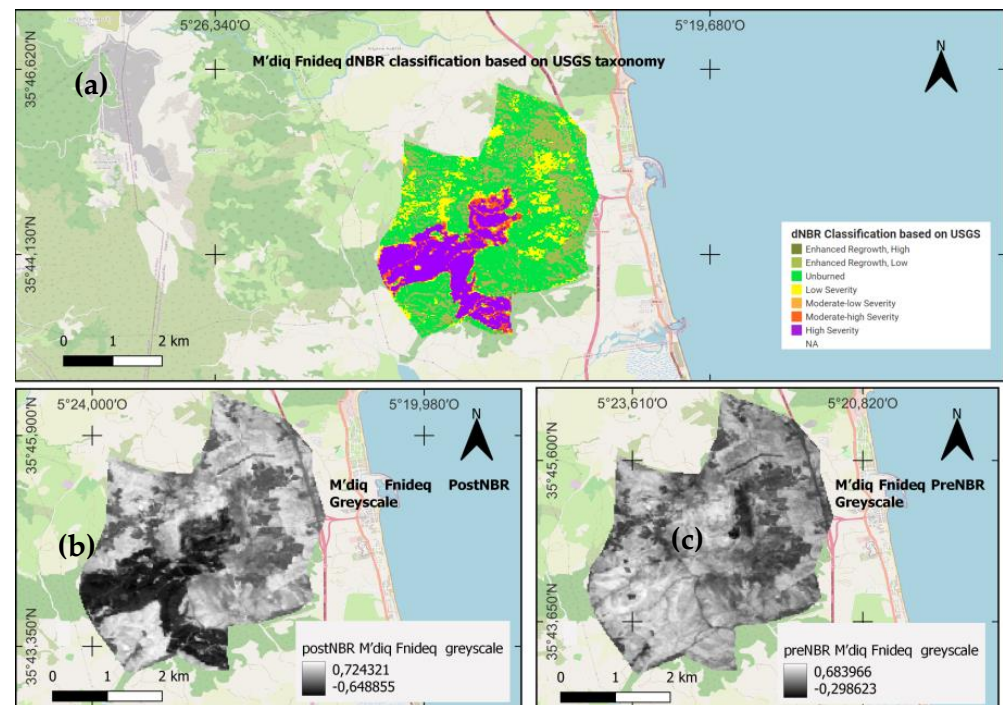 5°26,340'O
5°19,680'O
35°46,620'N
(a)
M'diq Fnideq dNBR classification based on USGS taxonomy
N
35°44,130'N
dNBR Classification based on USGS
Enhanced Regrowth, High
Enhanced Regrowth, Low
Unburned
Low Severity
Moderate-low Severity
Moderate-high Severity
High Severity
NA
0 1 2 km
5°24,000'O
5°19,980'O
35°45,900'N
N
M'diq Fnideq PostNBR
Greyscale
(b)
35°43,350'N
postNBR M'diq Fnideq greyscale
0,724321
-0,648855
0 1 2 km
5°23,610'O
5°20,820'O
35°45,600'N
N
M'diq Fnideq PreNBR
Greyscale
(c)
35°43,650'N
preNBR M'diq Fnideq greyscale
0,683966
-0,298623
0 1 2 km